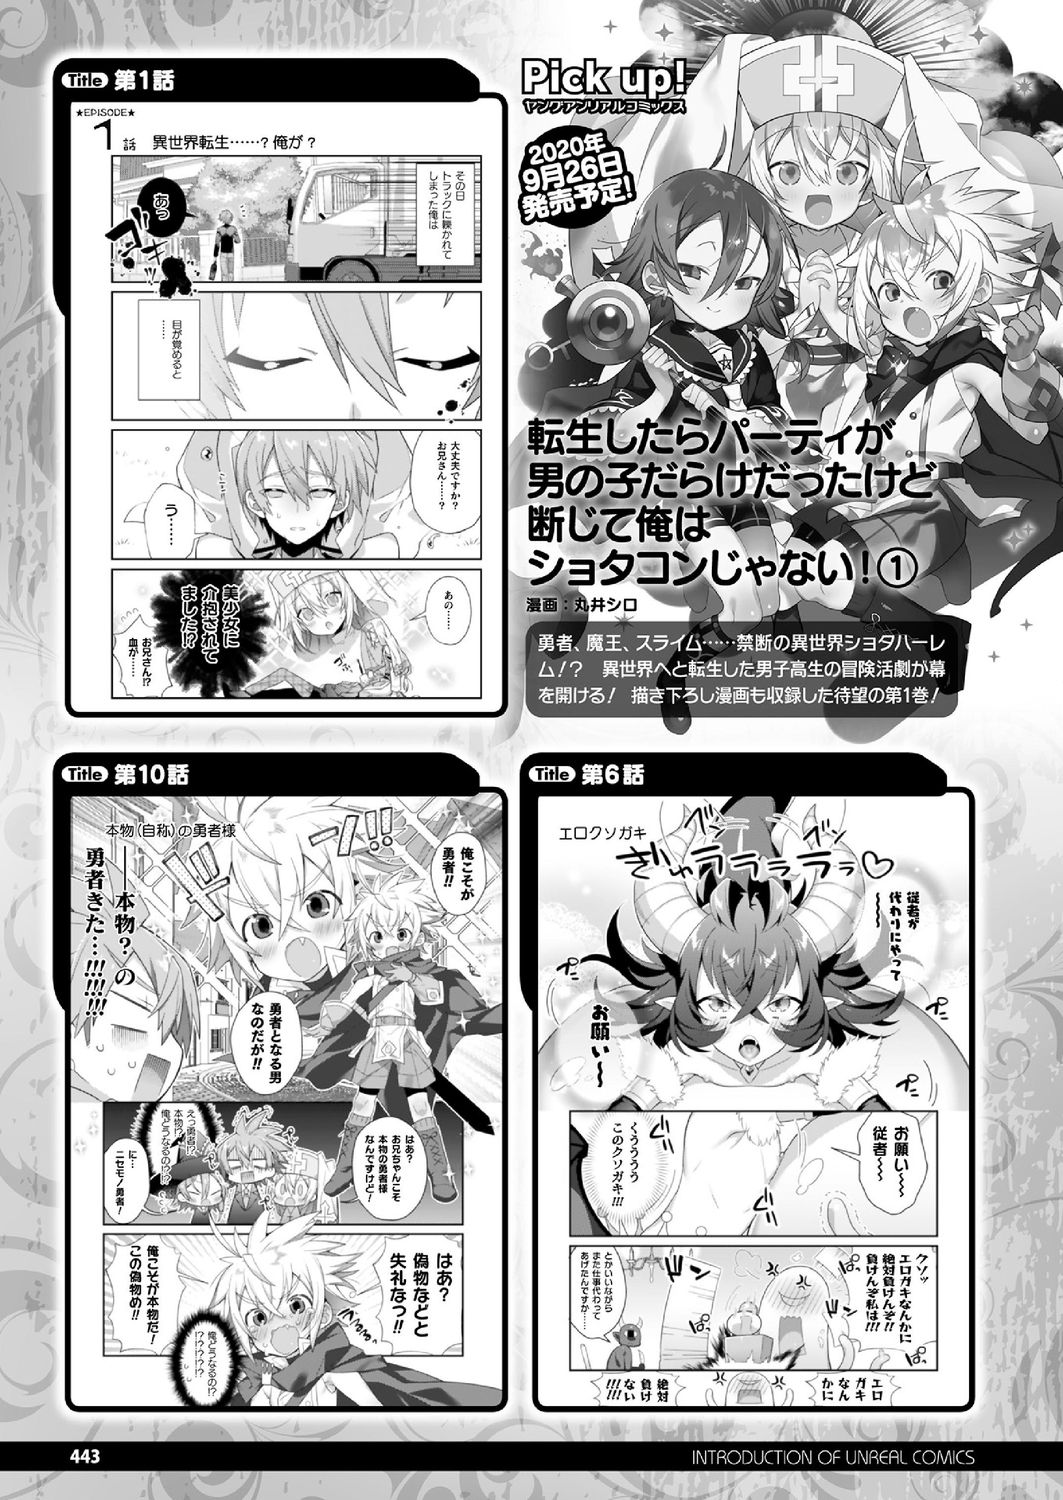 Pick up!
ヤングアンリアルコミックス
2020年
9月26日
発売予定!
転生したらパーティが
男の子だらけだったけど
断じて俺は
ショタコンじゃない!①
漫画:丸井シロ
勇者、魔王、スライム……禁断の異世界ショタハーレ
ム!? 異世界へと転生した男子高生の冒険活劇が幕
を開ける! 描き下ろし漫画も収録した待望の第1巻!
Title 第1話
★EPISODE★
1話 異世界転生……?俺が?
その日
トラックに轢かれて
しまった俺は
あっ
目が覚めると
……
大丈夫ですか?
お兄さん……?
う……
あの……
美少女に
介抱されて
ました!?
お兄さん!?
血が…
Title 第10話
本物(自称)の勇者様
俺こそが
勇者!!
――本物?の
勇者きた…!!!!!!
勇者となる男
なのだが!!
はあ?
お兄ちゃんこそ
本物の勇者様
なんですけど!
えっ勇者!?
本物!?
俺どうなるの!?!?
に…
ニセモノ勇者!
はあ?
偽物などと
失礼なっ!!
俺こそが本物だ!
この偽物め!!
俺どうなるの!?
!?!?!?!?
Title 第6話
エロクソガキ
ぎゅラララララ♡
従者が
代わりにやって
〜〜〜
お願い〜
お願い〜
従者〜〜
くうううう
このクソガキ!!!
クソッ
エロガキなんかに
絶対負けんぞ!!
負けんぞ私は!!!
とかいいながら
また仕事代わって
あげたんですか…
エロ
ガキ
なん
かに
絶対
負け
ない
!!!
443
INTRODUCTION OF UNREAL COMICS